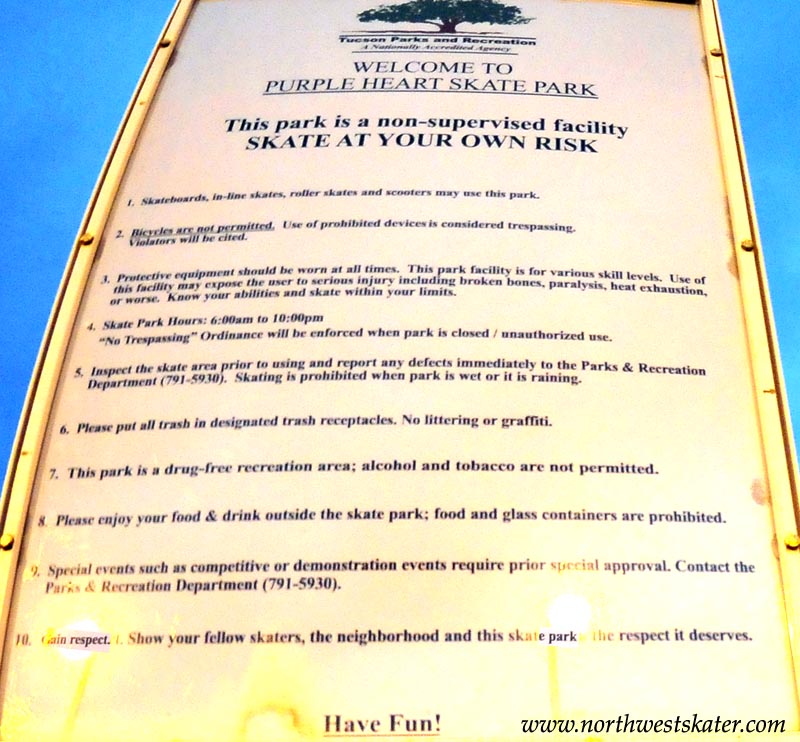 Tucson Parks and Recreation
A Nationally Accredited Agency
WELCOME TO
PURPLE HEART SKATE PARK
This park is a non-supervised facility
SKATE AT YOUR OWN RISK
1. Skateboards, in-line skates, roller skates and scooters may use this park.
2. Bicycles are not permitted. Use of prohibited devices is considered trespassing.
Violators will be cited.
3. Protective equipment should be worn at all times. This park facility is for various skill levels. Use of
this facility may expose the user to serious injury including broken bones, paralysis, heat exhaustion,
or worse. Know your abilities and skate within your limits.
4. Skate Park Hours: 6:00am to 10:00pm
"No Trespassing" Ordinance will be enforced when park is closed / unauthorized use.
5. Inspect the skate area prior to using and report any defects immediately to the Parks & Recreation
Department (791-5930). Skating is prohibited when park is wet or it is raining.
6. Please put all trash in designated trash receptacles. No littering or graffiti.
7. This park is a drug-free recreation area; alcohol and tobacco are not permitted.
8. Please enjoy your food & drink outside the skate park; food and glass containers are prohibited.
9. Special events such as competitive or demonstration events require prior special approval. Contact the
Parks & Recreation Department (791-5930).
10. Gain respect. Show your fellow skaters, the neighborhood and this skate park the respect it deserves.
Have Fun!
www.northwestskater.com